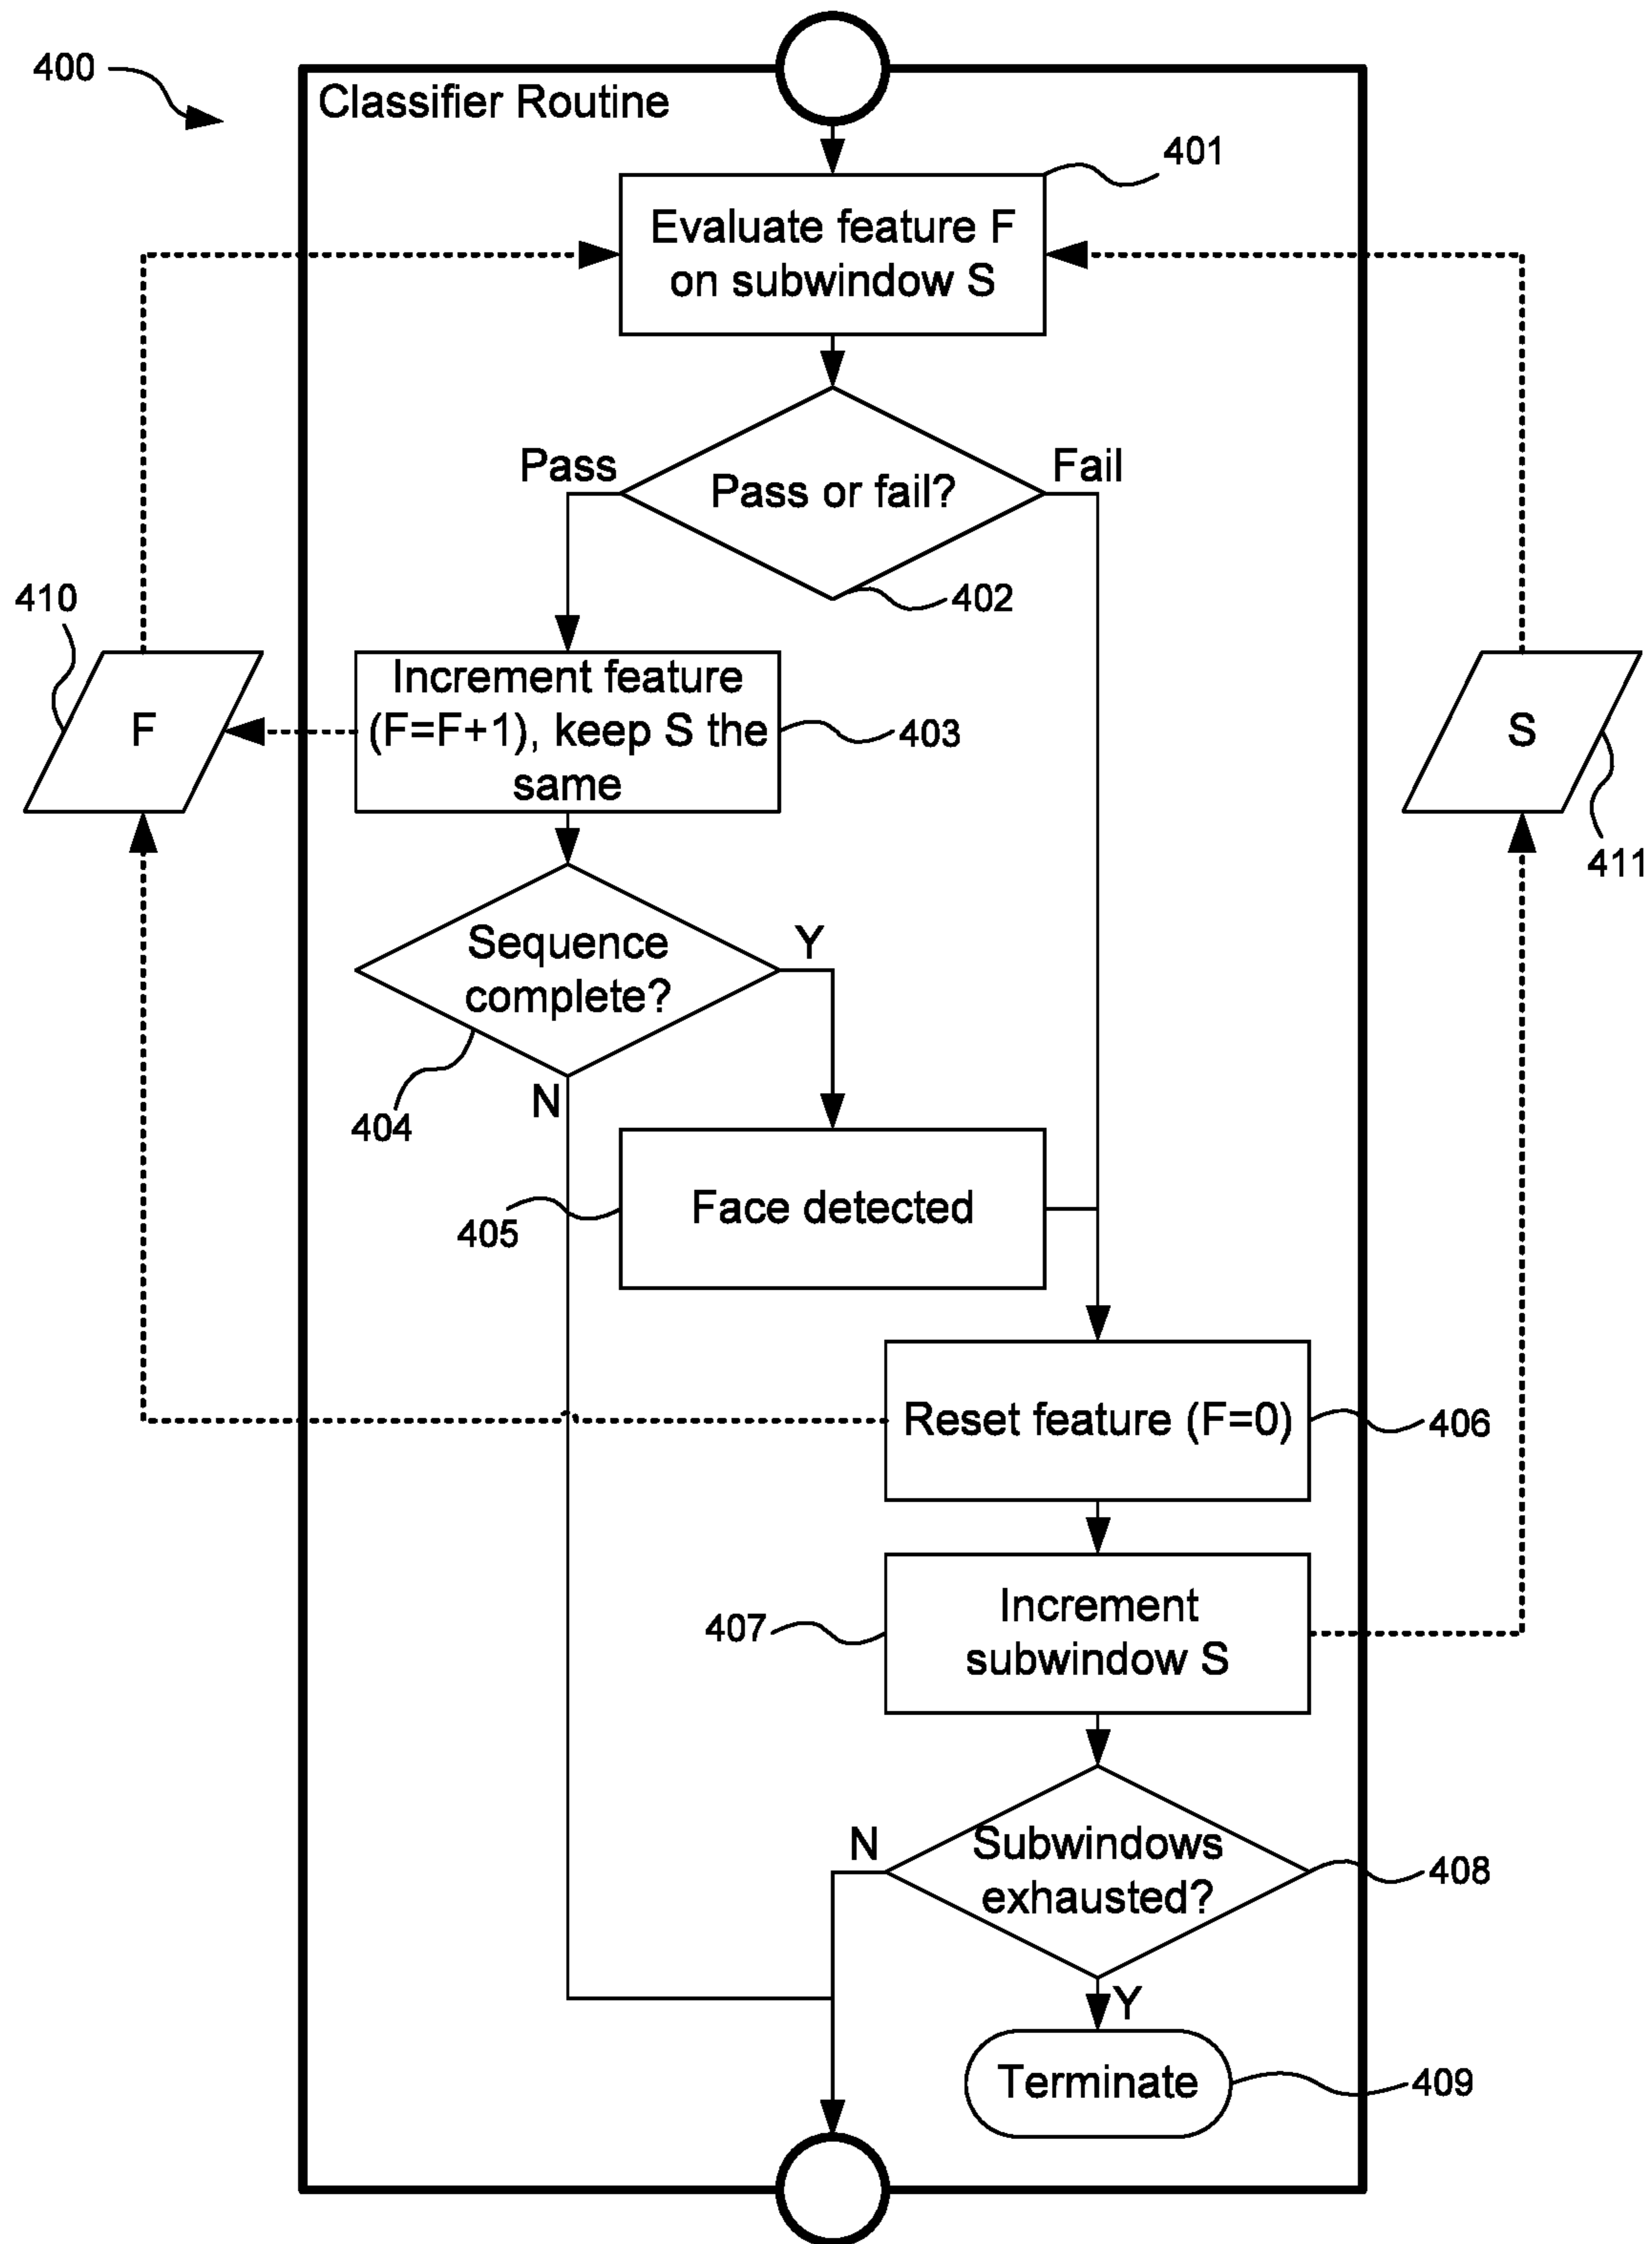 400
Classifier Routine
401
Evaluate feature F
on subwindow S
Pass
Fail
Pass or fail?
402
410
F
Increment feature
(F=F+1), keep S the
same
403
S
411
Sequence
complete?
Y
N
404
Face detected
405
Reset feature (F=0)
406
Increment
subwindow S
407
N
Subwindows
exhausted?
408
Y
Terminate
409